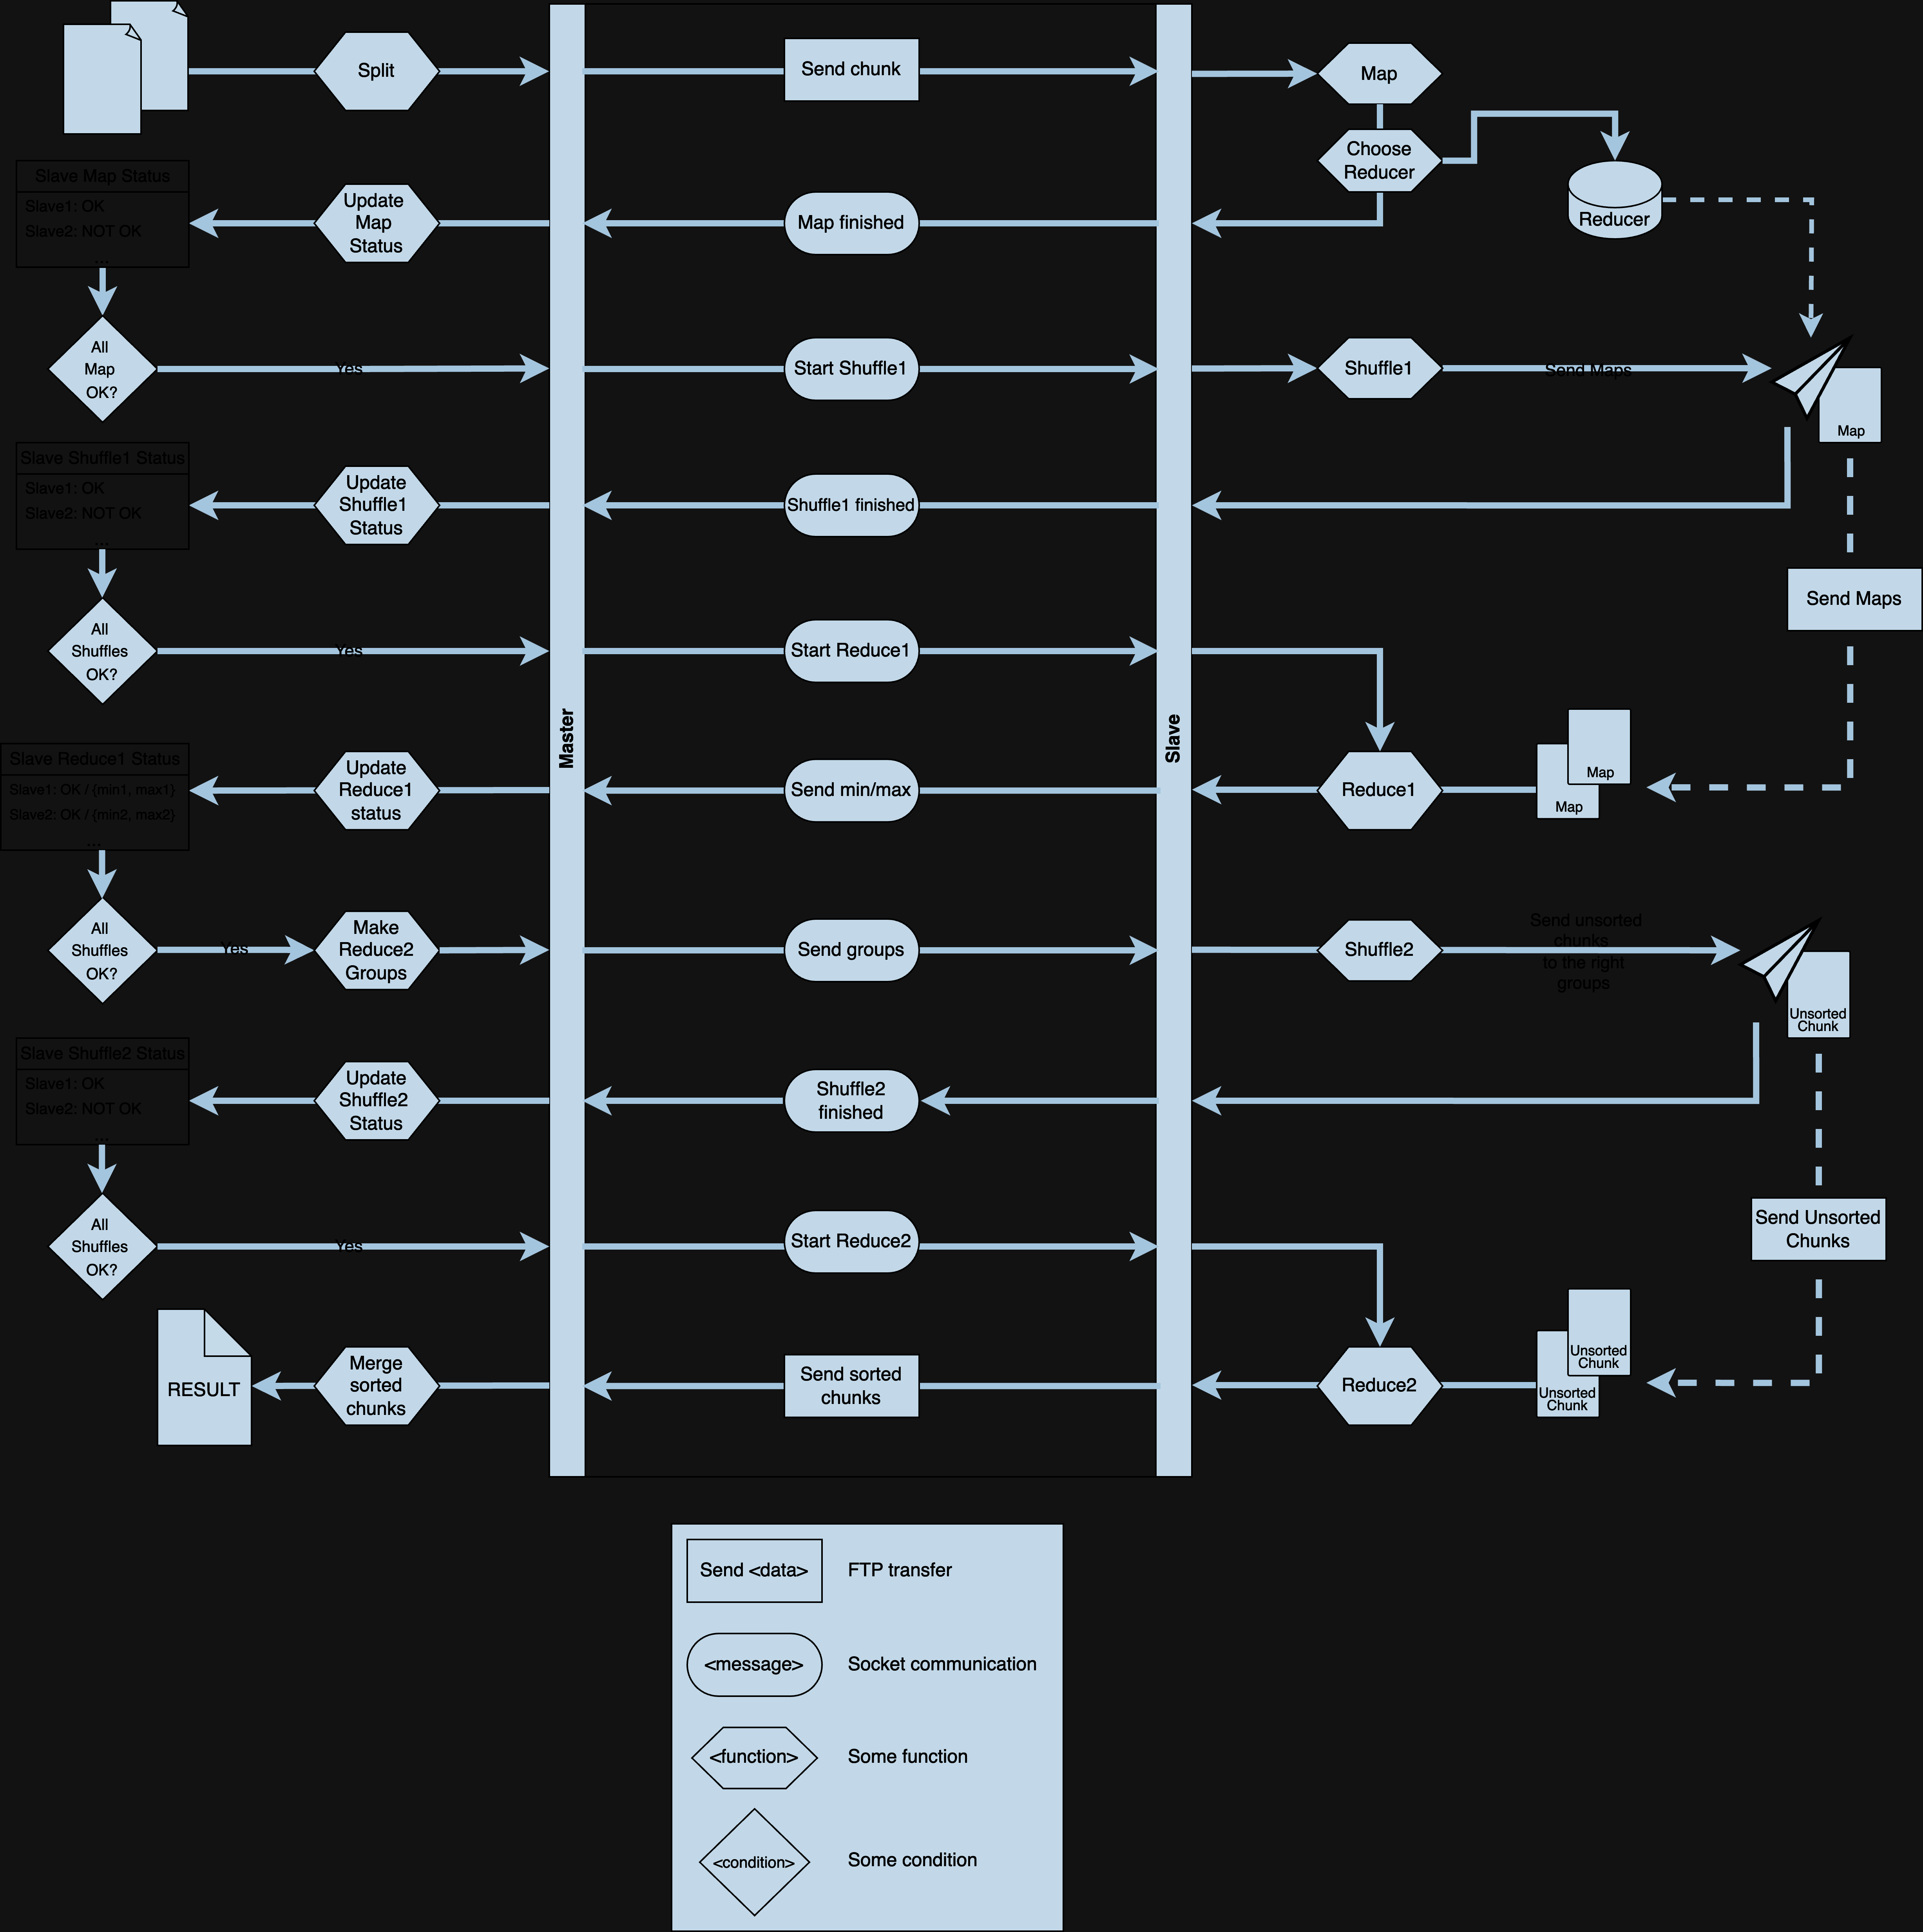 Split
Send chunk
Map
Choose
Reducer
Reducer
Slave Map Status
Slave1: OK
Slave2: NOT OK
...
Update
Map
Status
Map finished
All
Map
OK?
Yes
Start Shuffle1
Shuffle1
Send Maps
Map
Slave Shuffle1 Status
Slave1: OK
Slave2: NOT OK
...
Update
Shuffle1
Status
Shuffle1 finished
Send Maps
All
Shuffles
OK?
Yes
Start Reduce1
Master
Slave
Slave Reduce1 Status
Slave1: OK / {min1, max1}
Slave2: OK / {min2, max2}
...
Update
Reduce1
status
Send min/max
Reduce1
Map
Map
All
Shuffles
OK?
Yes
Make
Reduce2
Groups
Send groups
Shuffle2
Send unsorted
chunks
to the right
groups
Unsorted
Chunk
Slave Shuffle2 Status
Slave1: OK
Slave2: NOT OK
...
Update
Shuffle2
Status
Shuffle2
finished
Send Unsorted
Chunks
All
Shuffles
OK?
Yes
Start Reduce2
RESULT
Merge
sorted
chunks
Send sorted
chunks
Reduce2
Unsorted
Chunk
Unsorted
Chunk
Send <data>
FTP transfer
<message>
Socket communication
<function>
Some function
<condition>
Some condition